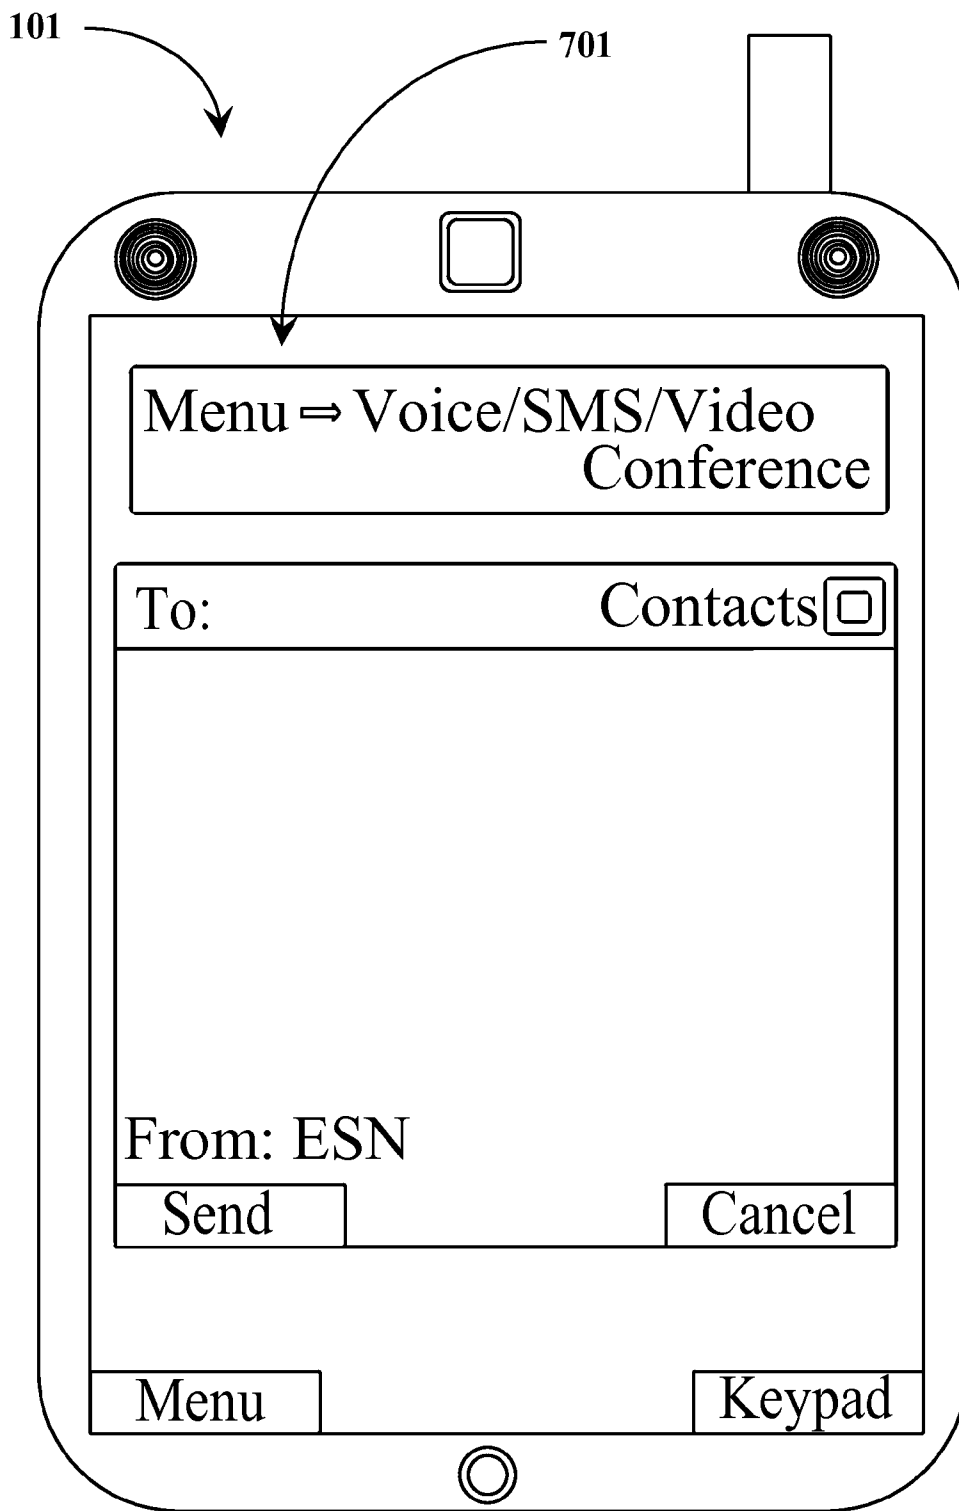 101
701
Menu ⇒ Voice/SMS/Video
Conference
To: Contacts
From: ESN
Send Cancel
Menu Keypad